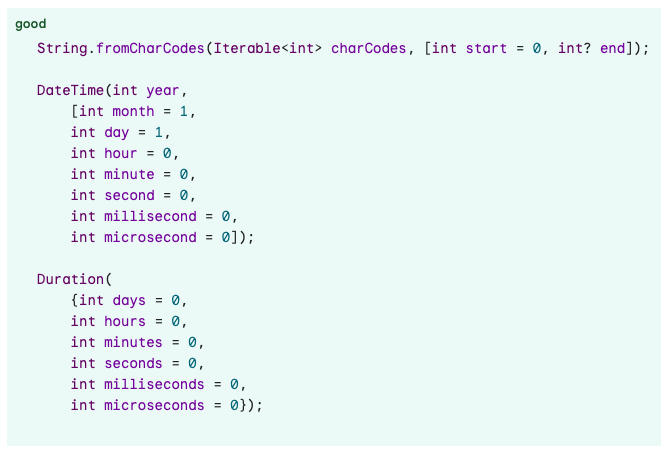 good
String.fromCharCodes(Iterable<int> charCodes, [int start = 0, int? end]);
DateTime(int year,
[int month = 1,
int day = 1,
int hour = 0,
int minute = 0,
int second = 0,
int millisecond = 0,
int microsecond = 0]);
Duration(
{int days = 0,
int hours = 0,
int minutes = 0,
int seconds = 0,
int milliseconds = 0,
int microseconds = 0});